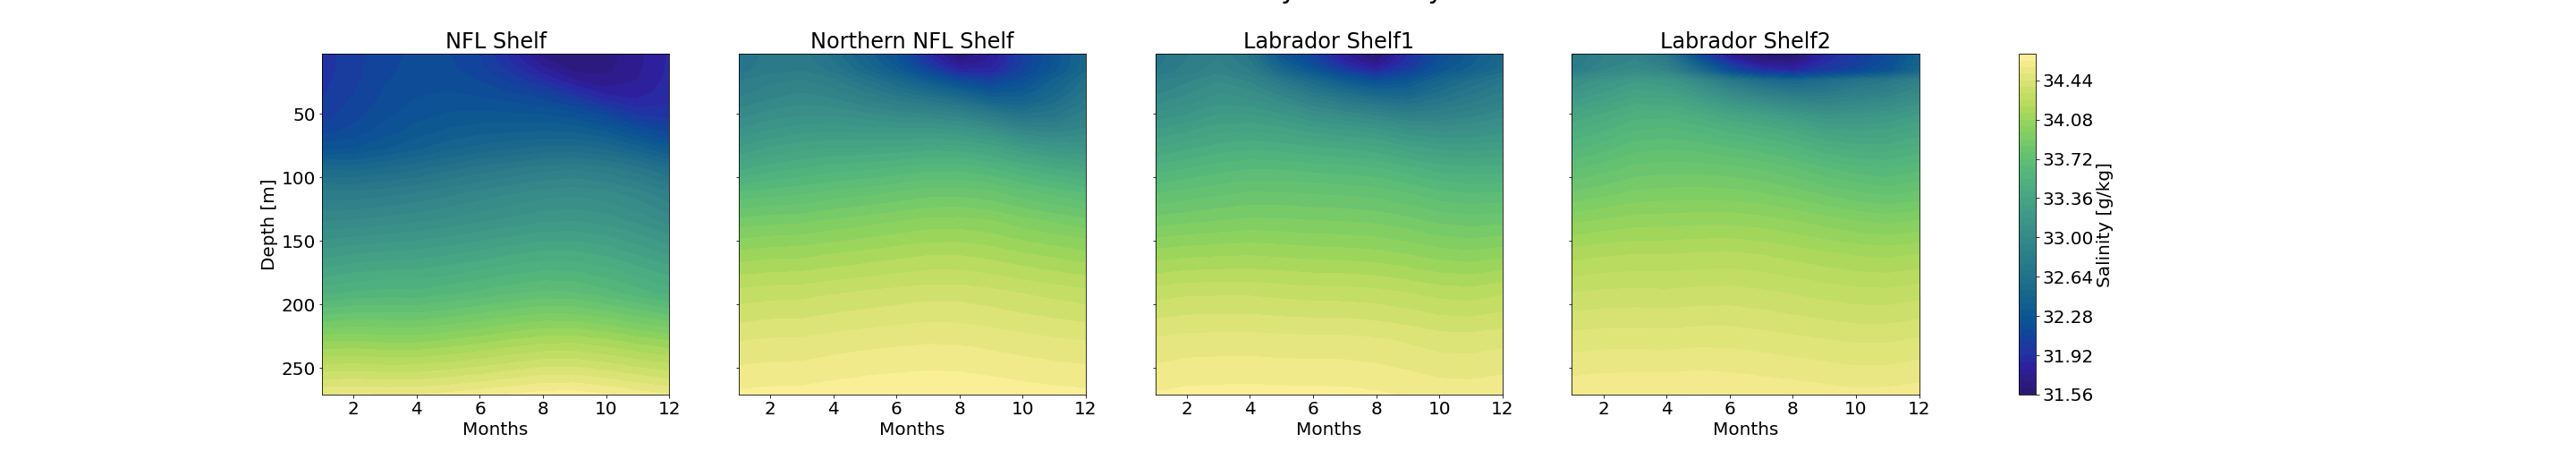 NFL Shelf
Northern NFL Shelf
Labrador Shelf1
Labrador Shelf2
Depth [m]
50
100
150
200
250
2 4 6 8 10 12
Months
2 4 6 8 10 12
Months
2 4 6 8 10 12
Months
2 4 6 8 10 12
Months
34.44
34.08
33.72
33.36
33.00
32.64
32.28
31.92
31.56
Salinity [g/kg]